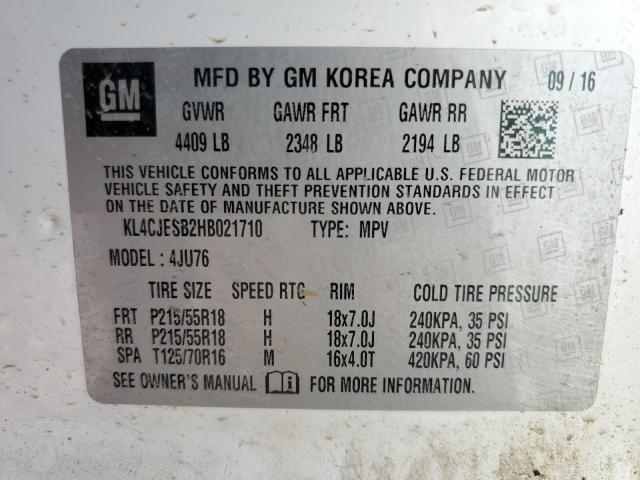 GM MFD BY GM KOREA COMPANY 09 / 16
GVWR GAWR FRT GAWR RR
4409 LB 2348 LB 2194 LB
THIS VEHICLE CONFORMS TO ALL APPLICABLE U.S. FEDERAL MOTOR
VEHICLE SAFETY AND THEFT PREVENTION STANDARDS IN EFFECT
ON THE DATE OF MANUFACTURE SHOWN ABOVE.
KL4CJESB2HB021710 TYPE: MPV
MODEL : 4JU76
TIRE SIZE SPEED RTG RIM COLD TIRE PRESSURE
FRT P215/55R18 H 18x7.0J 240KPA, 35 PSI
RR P215/55R18 H 18x7.0J 240KPA, 35 PSI
SPA T125/70R16 M 16x4.0T 420KPA, 60 PSI
SEE OWNER'S MANUAL FOR MORE INFORMATION.